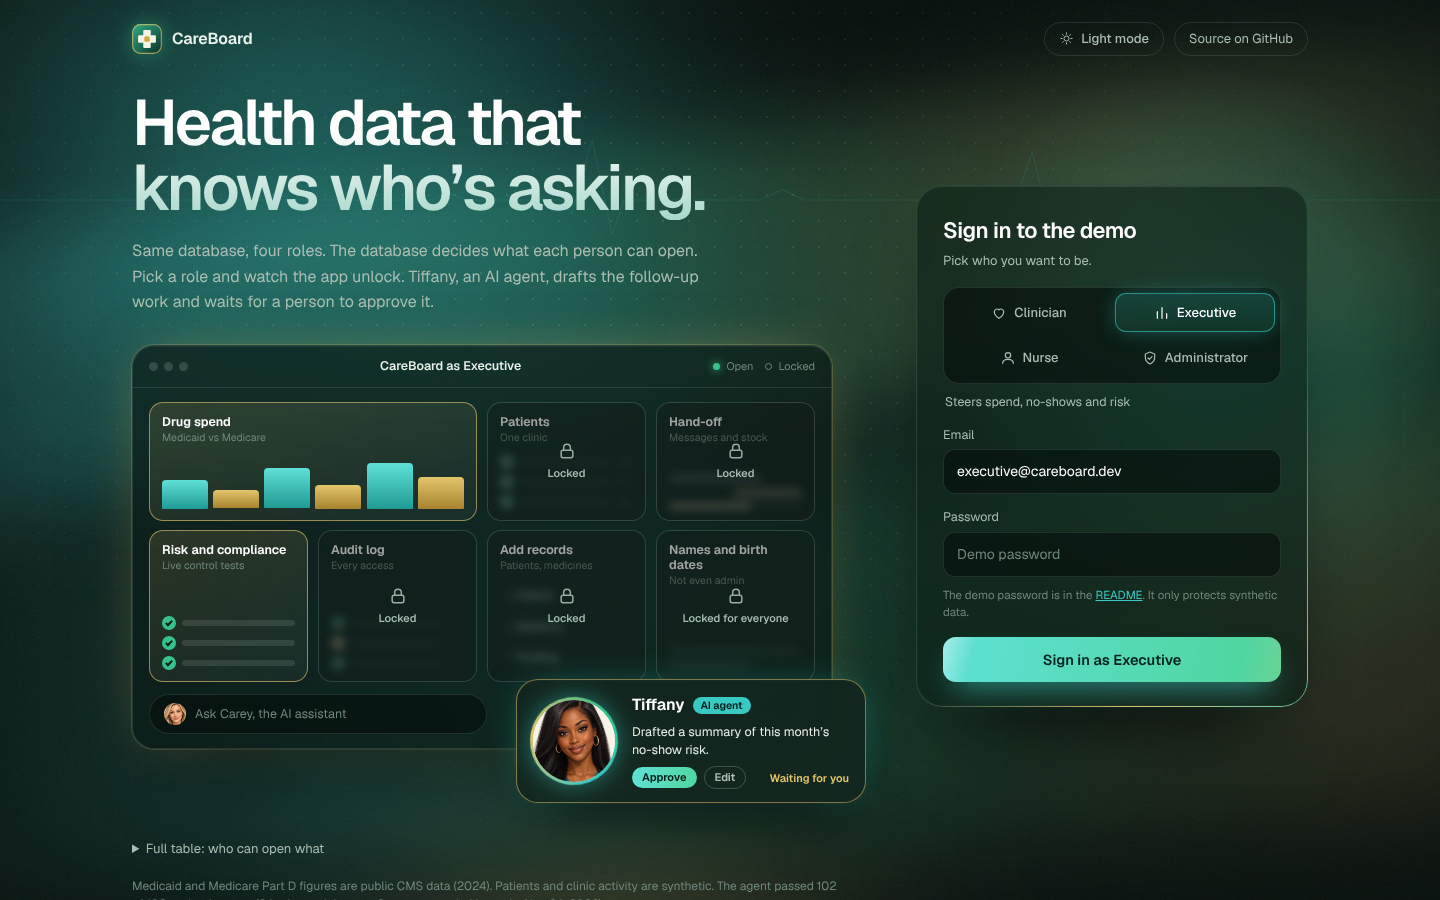 CareBoard
Light mode
Source on GitHub
Health data that
knows who's asking.
Same database, four roles. The database decides what each person can open.
Pick a role and watch the app unlock. Tiffany, an AI agent, drafts the follow-up
work and waits for a person to approve it.
CareBoard as Executive
Open
Locked
Drug spend
Medicaid vs Medicare
Patients
One clinic
Locked
Hand-off
Messages and stock
Locked
Risk and compliance
Live control tests
Audit log
Every access
Locked
Add records
Patients, medicines
Locked
Names and birth
dates
Not even admin
Locked for everyone
Ask Carey, the AI assistant
Tiffany
AI agent
Drafted a summary of this month's
no-show risk.
Approve
Edit
Waiting for you
Sign in to the demo
Pick who you want to be.
Clinician
Executive
Nurse
Administrator
Steers spend, no-shows and risk
Email
executive@careboard.dev
Password
Demo password
The demo password is in the README. It only protects synthetic
data.
Sign in as Executive
Full table: who can open what
Medicaid and Medicare Part D figures are public CMS data (2024). Patients and clinic activity are synthetic. The agent passed 102